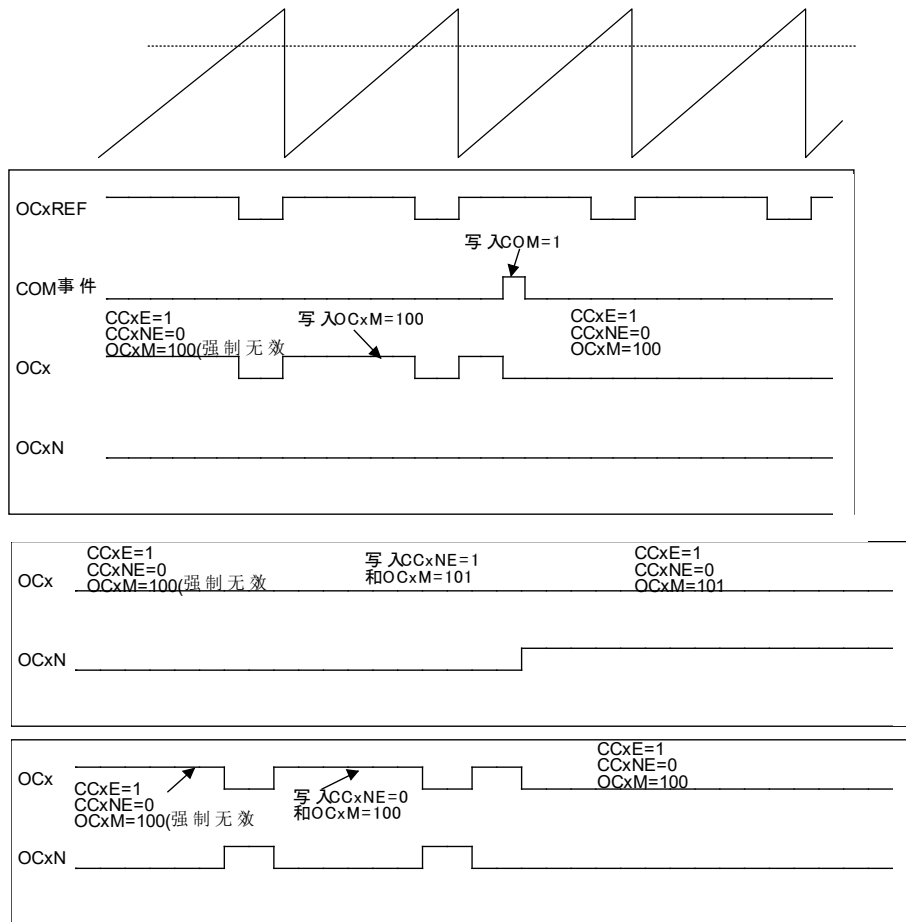 OCxREF
写入COM=1
COM事件
CCxE=1
CCxNE=0
OCxM=100(强制无效
写入OCxM=100
CCxE=1
CCxNE=0
OCxM=100
OCx
OCxN
CCxE=1
CCxNE=0
OCxM=100(强制无效
写入CCxNE=1
和OCxM=101
CCxE=1
CCxNE=0
OCxM=101
OCx
OCxN
OCx
CCxE=1
CCxNE=0
OCxM=100(强制无效
写入CCxNE=0
和OCxM=100
CCxE=1
CCxNE=0
OCxM=100
OCxN